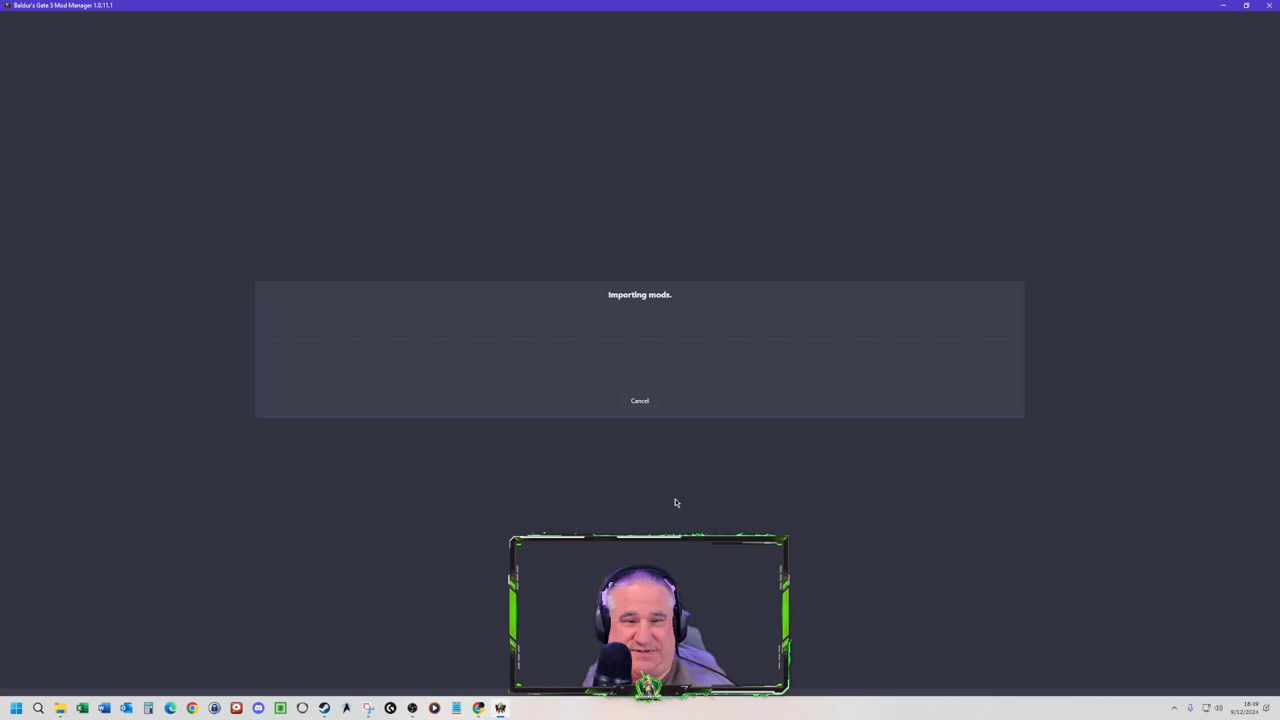 Baldur's Gate 3 Mod Manager 1.0.11.1
Importing mods.
Cancel
18:49
9/12/2024